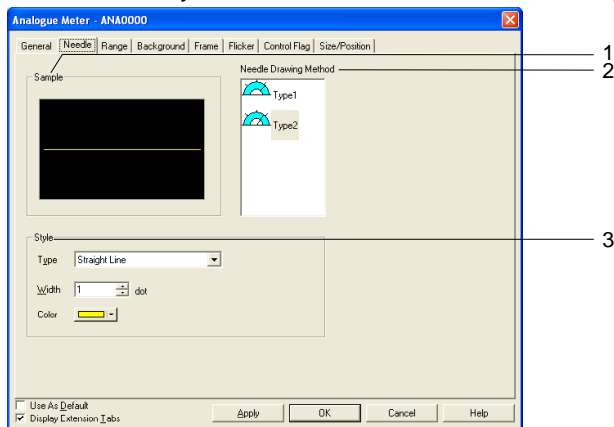 Analogue Meter - ANA0000
General Needle Range Background Frame Flicker Control Flag Size/Position
1
Needle Drawing Method
2
Sample
Type1
Type2
Style
3
Type Straight Line
Width 1 dot
Color
Use As Default
Display Extension Tabs
Apply OK Cancel Help